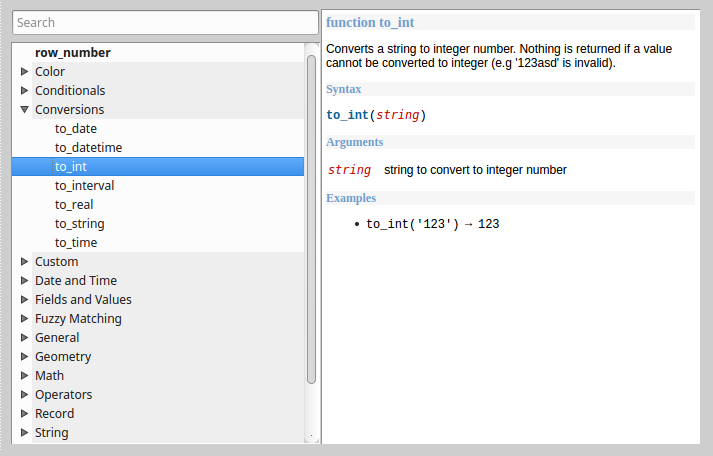 Search
row_number
Color
Conditionals
Conversions
to_date
to_datetime
to_int
to_interval
to_real
to_string
to_time
Custom
Date and Time
Fields and Values
Fuzzy Matching
General
Geometry
Math
Operators
Record
String
function to_int
Converts a string to integer number. Nothing is returned if a value
cannot be converted to integer (e.g '123asd' is invalid).
Syntax
to_int(string)
Arguments
string string to convert to integer number
Examples
• to_int('123') → 123